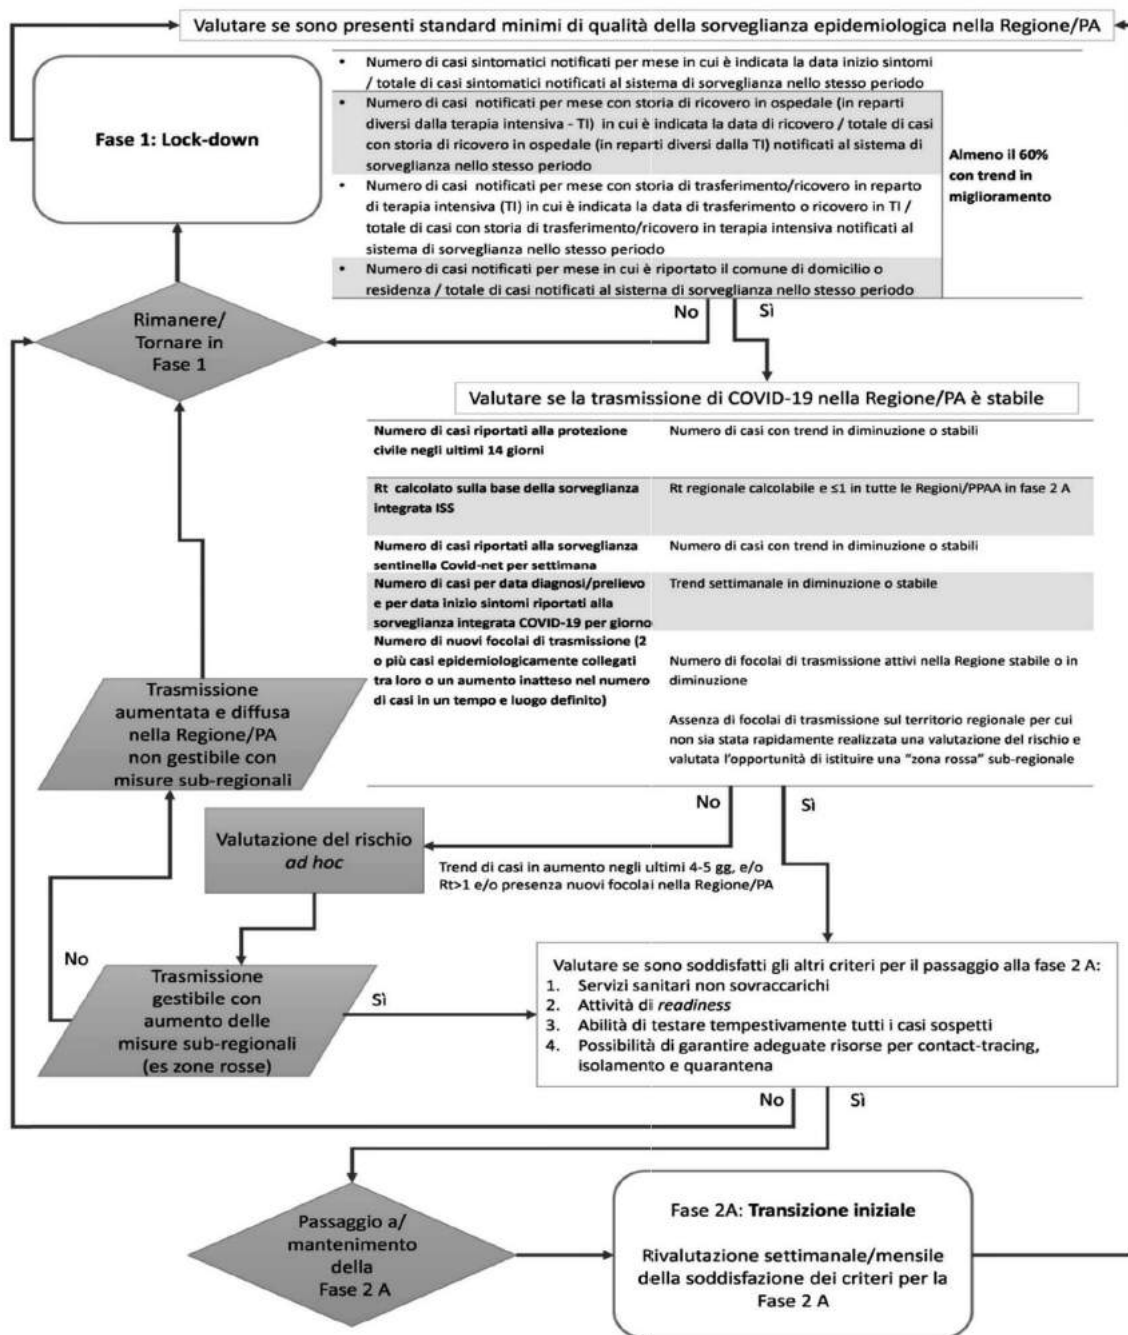 Valutare se sono presenti standard minimi di qualità della sorveglianza epidemiologica nella Regione/PA
Fase 1: Lock-down
• Numero di casi sintomatici notificati per mese in cui è indicata la data inizio sintomi
/ totale di casi sintomatici notificati al sistema di sorveglianza nello stesso periodo
• Numero di casi notificati per mese con storia di ricovero in ospedale (in reparti
diversi dalla terapia intensiva - TI) in cui è indicata la data di ricovero / totale di casi
con storia di ricovero in ospedale (in reparti diversi dalla TI) notificati al sistema di
sorveglianza nello stesso periodo
• Numero di casi notificati per mese con storia di trasferimento/ricovero in reparto
di terapia intensiva (TI) in cui è indicata la data di trasferimento o ricovero in TI /
totale di casi con storia di trasferimento/ricovero in terapia intensiva notificati al
sistema di sorveglianza nello stesso periodo
• Numero di casi notificati per mese in cui è riportato il comune di domicilio o
residenza / totale di casi notificati al sistema di sorveglianza nello stesso periodo
Almeno il 60%
con trend in
miglioramento
No
Sì
Rimanere/
Tornare in
Fase 1
Valutare se la trasmissione di COVID-19 nella Regione/PA è stabile
Numero di casi riportati alla protezione
civile negli ultimi 14 giorni
Numero di casi con trend in diminuzione o stabili
Rt calcolato sulla base della sorveglianza
integrata ISS
Rt regionale calcolabile e ≤1 in tutte le Regioni/PPAA in fase 2 A
Numero di casi riportati alla sorveglianza
sentinella Covid-net per settimana
Numero di casi con trend in diminuzione o stabili
Numero di casi per data diagnosi/prelievo
e per data inizio sintomi riportati alla
sorveglianza integrata COVID-19 per giorno
Trend settimanale in diminuzione o stabile
Numero di nuovi focolai di trasmissione (2
o più casi epidemiologicamente collegati
tra loro o un aumento inatteso nel numero
di casi in un tempo e luogo definito)
Numero di focolai di trasmissione attivi nella Regione stabile o in
diminuzione
Assenza di focolai di trasmissione sul territorio regionale per cui
non sia stata rapidamente realizzata una valutazione del rischio e
valutata l'opportunità di istituire una "zona rossa" sub-regionale
No
Sì
Trasmissione
aumentata e diffusa
nella Regione/PA
non gestibile con
misure sub-regionali
Valutazione del rischio
ad hoc
Trend di casi in aumento negli ultimi 4-5 gg, e/o
Rt>1 e/o presenza nuovi focolai nella Regione/PA
No
Trasmissione
gestibile con
aumento delle
misure sub-regionali
(es zone rosse)
Sì
Valutare se sono soddisfatti gli altri criteri per il passaggio alla fase 2 A:
1. Servizi sanitari non sovraccarichi
2. Attività di readiness
3. Abilità di testare tempestivamente tutti i casi sospetti
4. Possibilità di garantire adeguate risorse per contact-tracing,
isolamento e quarantena
No
Sì
Passaggio a/
mantenimento
della
Fase 2 A
Fase 2A: Transizione iniziale
Rivalutazione settimanale/mensile
della soddisfazione dei criteri per la
Fase 2 A